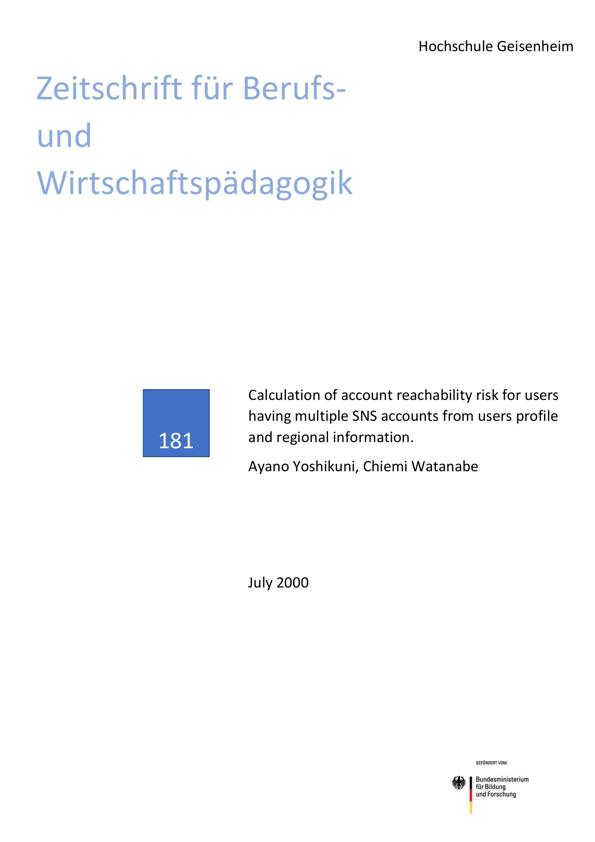 Hochschule Geisenheim
Zeitschrift für Berufs-
und
Wirtschaftspädagogik
181
Calculation of account reachability risk for users
having multiple SNS accounts from users profile
and regional information.
Ayano Yoshikuni, Chiemi Watanabe
July 2000
GEFÖRDERT VOM
Bundesministerium
für Bildung
und Forschung